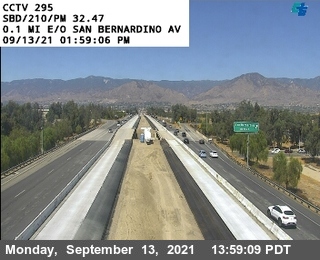 CCTV 295
SBD/210/PM 32.47
0.1 MI E/O SAN BERNARDINO AV
09/13/21 01:59:06 PM
Monday, September 13, 2021 13:59:09 PDT